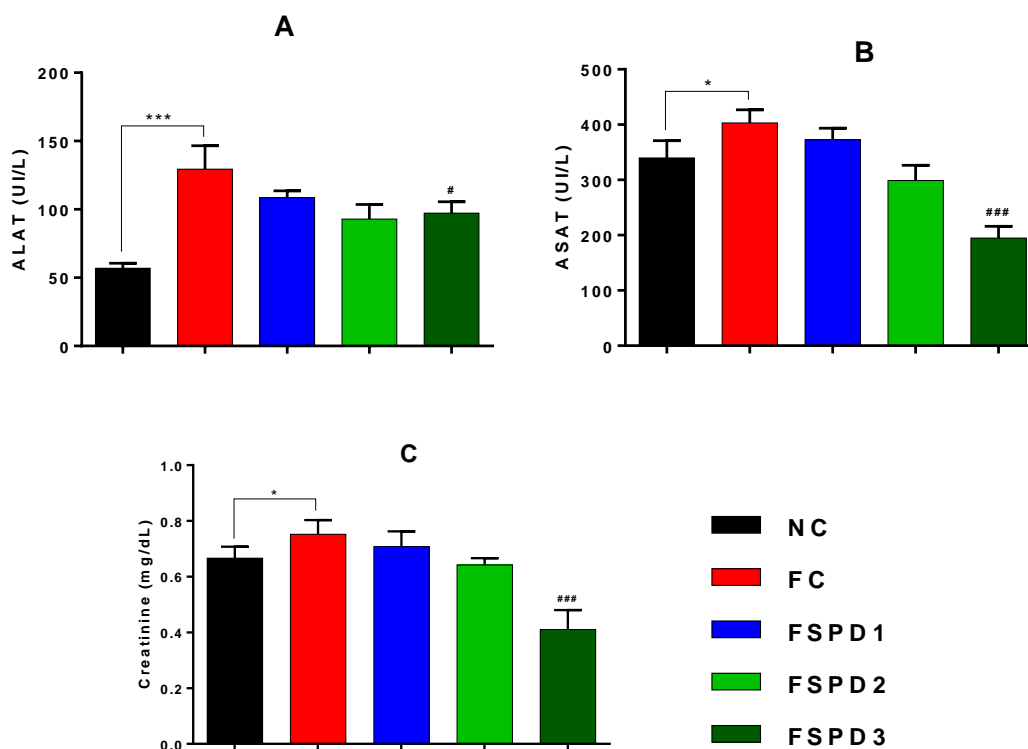 A
200
150
100
50
0
ALAT (UI/L)
***
#
B
500
400
300
200
100
0
ASAT (UI/L)
*
###
C
1.0
0.8
0.6
0.4
0.2
0.0
Creatinine (mg/dL)
*
###
NC
FC
FSPD1
FSPD2
FSPD3